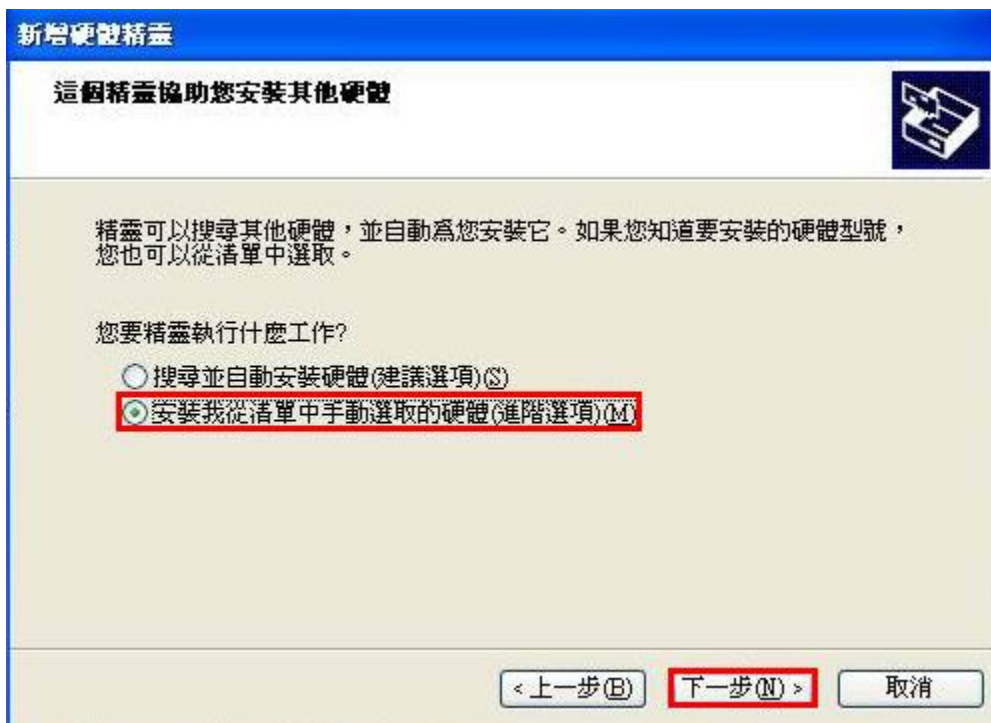 新增硬體精靈
這個精靈協助您安裝其他硬體
精靈可以搜尋其他硬體，並自動為您安裝它。如果您知道要安裝的硬體型號，
您也可以從清單中選取。
您要精靈執行什麼工作?
搜尋並自動安裝硬體(建議選項)(S)
安裝我從清單中手動選取的硬體(進階選項)(M)
<上一步(B)
下一步(N)>
取消